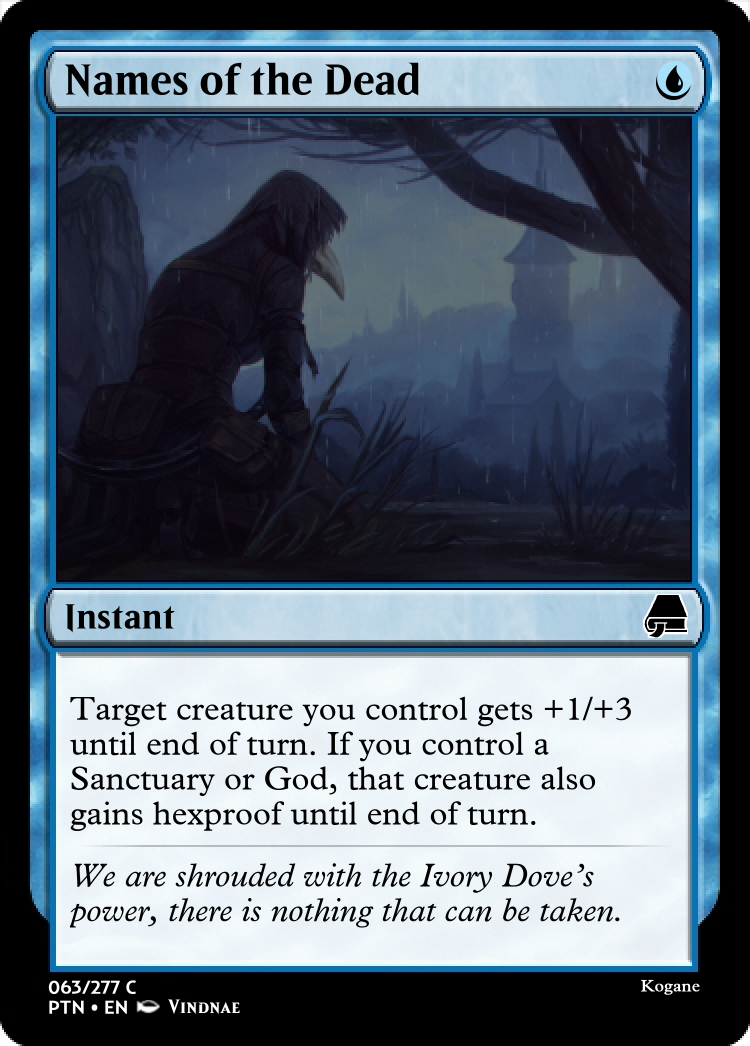 Names of the Dead
Instant
Target creature you control gets +1/+3
until end of turn. If you control a
Sanctuary or God, that creature also
gains hexproof until end of turn.
We are shrouded with the Ivory Dove's
power, there is nothing that can be taken.
063/277 C
Kogane
PTN • EN VINDNAE